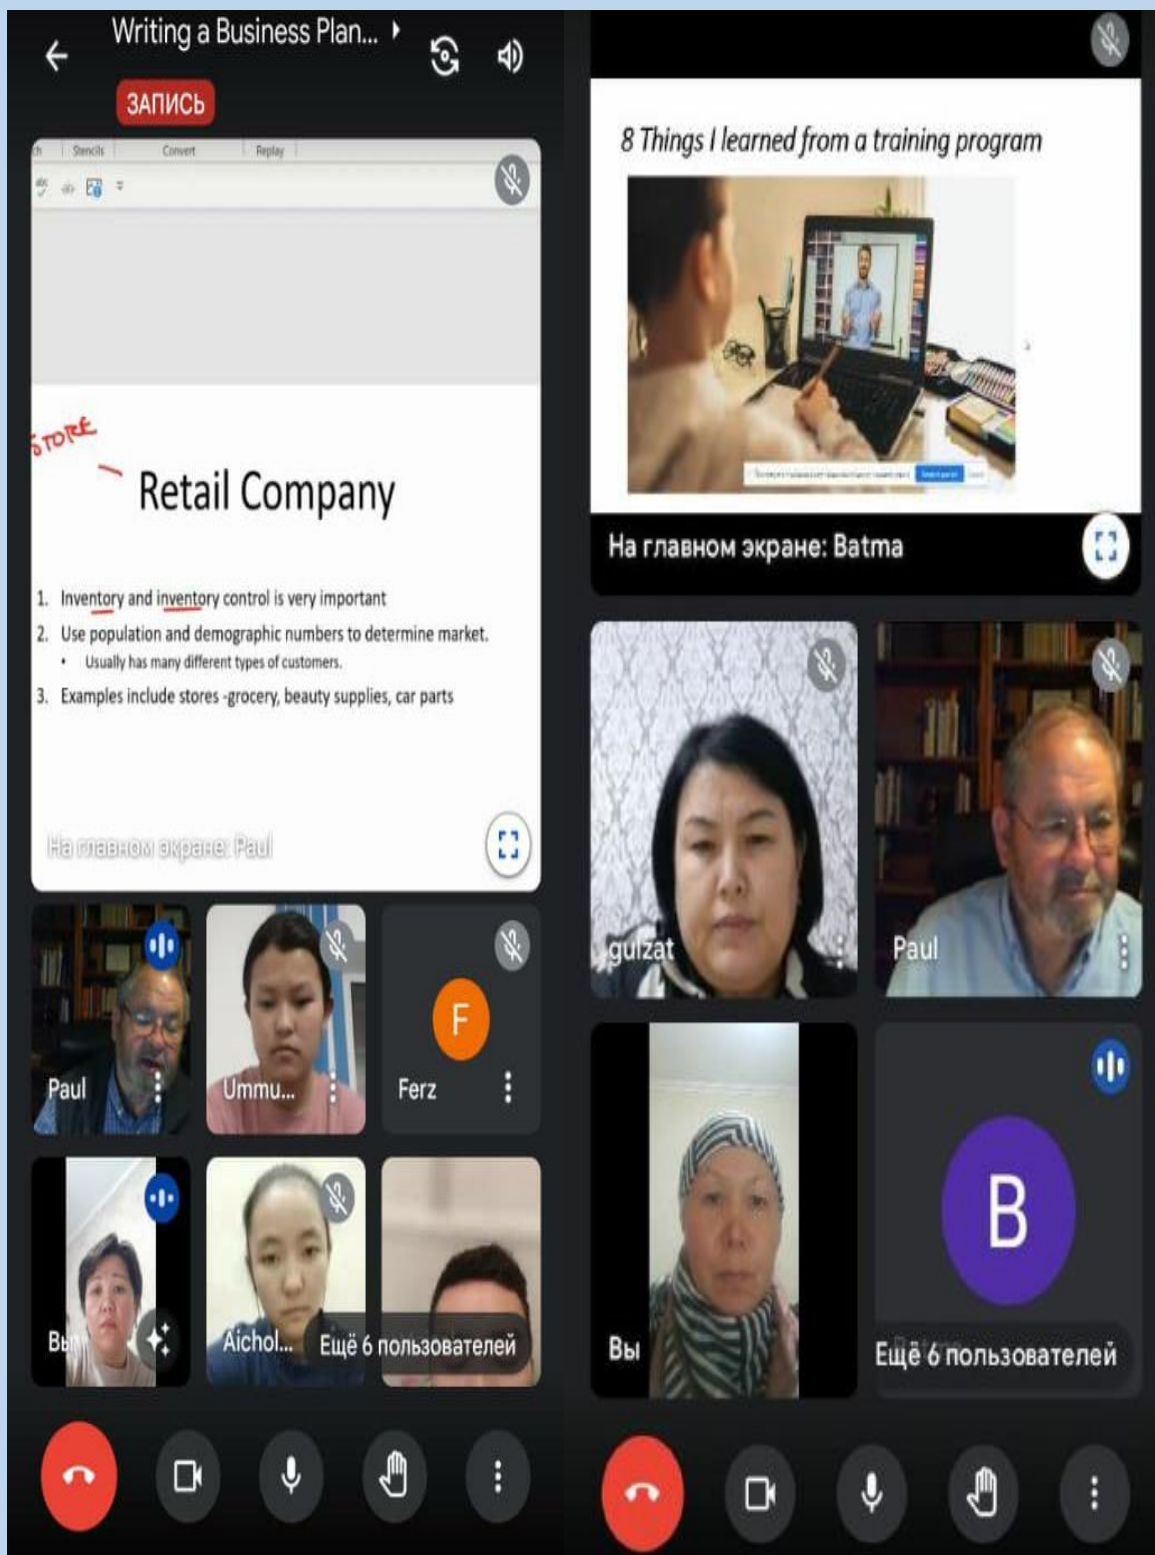 Writing a Business Plan...
ЗАПИСЬ
Stencils Convert Replay
STORE
Retail Company
1. Inventory and inventory control is very important
2. Use population and demographic numbers to determine market.
• Usually has many different types of customers.
3. Examples include stores -grocery, beauty supplies, car parts
На главном экране: Paul
Paul
Ummu...
F
Ferz
Вы
Aichol...
Ещё 6 пользователей
8 Things I learned from a training program
На главном экране: Batma
gulzat
Paul
Вы
B
Ещё 6 пользователей